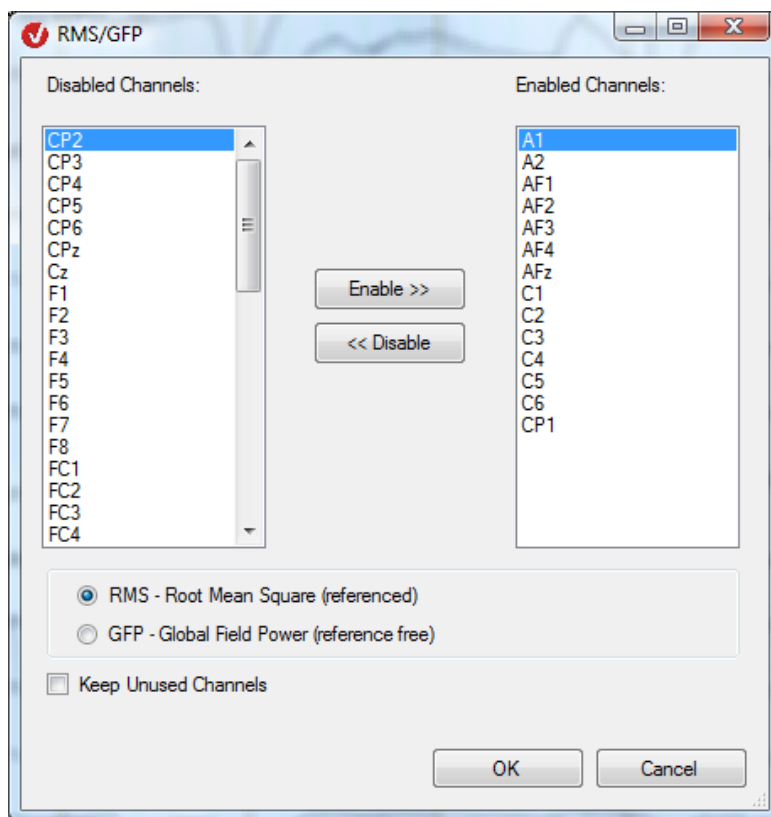 RMS/GFP
Disabled Channels:
Enabled Channels:
CP2
CP3
CP4
CP5
CP6
CPz
Cz
F1
F2
F3
F4
F5
F6
F7
F8
FC1
FC2
FC3
FC4
Enable >>
<< Disable
A1
A2
AF1
AF2
AF3
AF4
AFz
C1
C2
C3
C4
C5
C6
CP1
RMS - Root Mean Square (referenced)
GFP - Global Field Power (reference free)
Keep Unused Channels
OK
Cancel